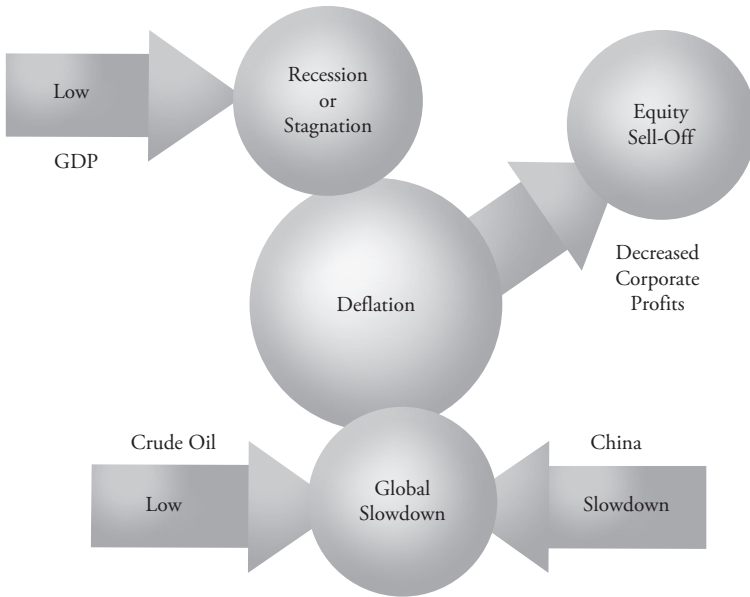 Low
GDP
Recession
or
Stagnation
Equity
Sell-Off
Decreased
Corporate
Profits
Deflation
Crude Oil
Low
Global
Slowdown
China
Slowdown